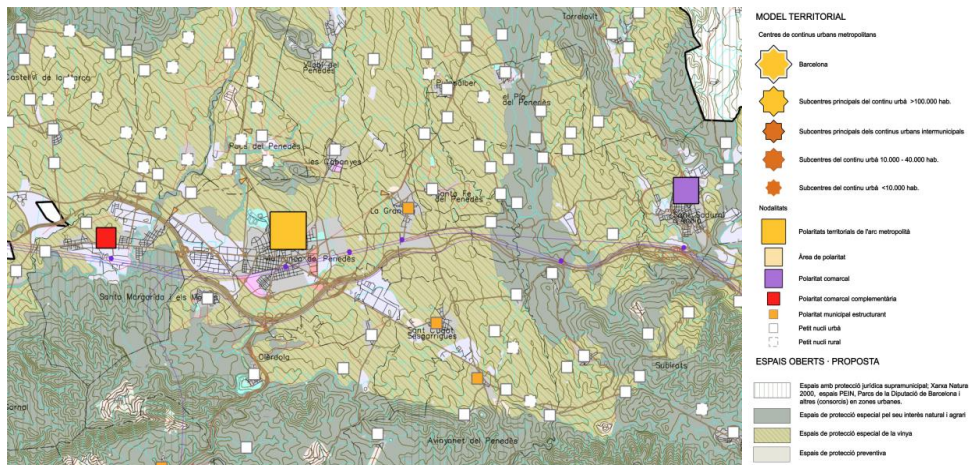 Torrelavit
Castellví de la Marca
Vilobí del
Penedès
Puigdàlber
el Pla
del Penedès
Pacs del Penedès
les Cabanyes
Santa Fe
del Penedès
La Granada
Sant Sadurní
d'Anoia
Vilafranca del Penedès
Santa Margarida i els Monjos
Sant Cugat
Sesgarrigues
Olèrdola
Subirats
Avinyonet del Penedès
MODEL TERRITORIAL
Centres de continus urbans metropolitans
Barcelona
Subcentres principals del continu urbà >100.000 hab.
Subcentres principals dels continus urbans intermunicipals
Subcentres del continu urbà 10.000 - 40.000 hab.
Subcentres del continu urbà <10.000 hab.
Nodalitats
Polaritats territorials de l'arc metropolità
Àrea de polaritat
Polaritat comarcal
Polaritat comarcal complementària
Polaritat municipal estructurant
Petit nucli urbà
Petit nucli rural
ESPAIS OBERTS · PROPOSTA
Espais amb protecció jurídica supramunicipal; Xarxa Natura
2000, espais PEIN, Parcs de la Diputació de Barcelona i
altres (consorcis) en zones urbanes.
Espais de protecció especial pel seu interès natural i agrari
Espais de protecció especial de la vinya
Espais de protecció preventiva